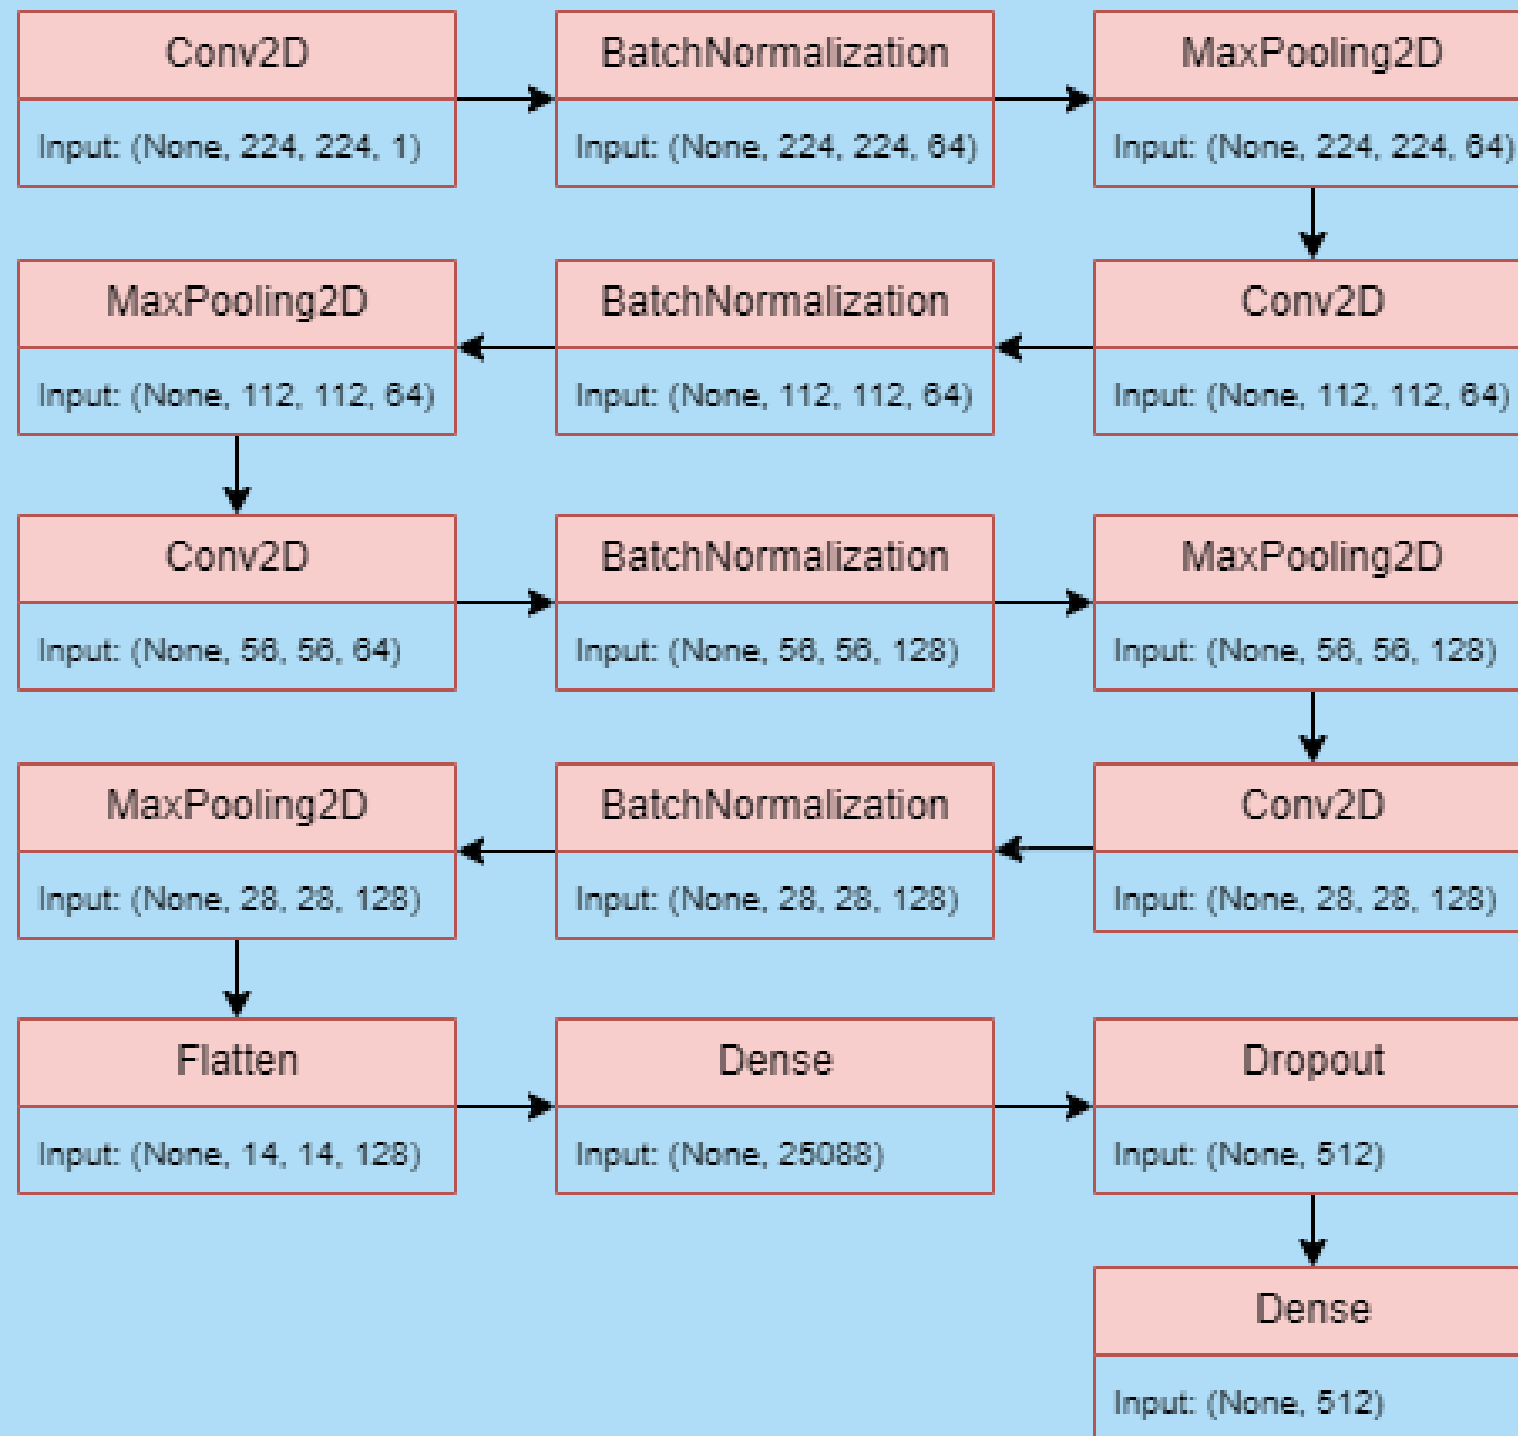 Conv2D
Input: (None, 224, 224, 1)
BatchNormalization
Input: (None, 224, 224, 64)
MaxPooling2D
Input: (None, 224, 224, 64)
MaxPooling2D
Input: (None, 112, 112, 64)
BatchNormalization
Input: (None, 112, 112, 64)
Conv2D
Input: (None, 112, 112, 64)
Conv2D
Input: (None, 56, 56, 64)
BatchNormalization
Input: (None, 56, 56, 128)
MaxPooling2D
Input: (None, 56, 56, 128)
MaxPooling2D
Input: (None, 28, 28, 128)
BatchNormalization
Input: (None, 28, 28, 128)
Conv2D
Input: (None, 28, 28, 128)
Flatten
Input: (None, 14, 14, 128)
Dense
Input: (None, 25088)
Dropout
Input: (None, 512)
Dense
Input: (None, 512)